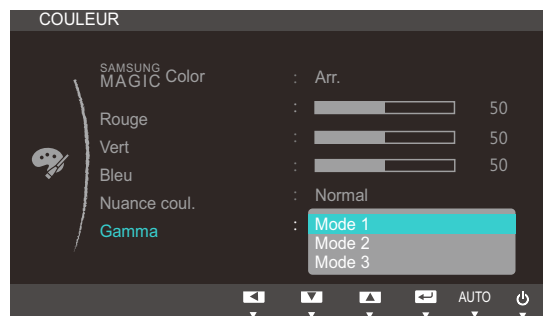 COULEUR
SAMSUNG MAGIC Color : Arr.
Rouge : 50
Vert : 50
Bleu : 50
Nuance coul. : Normal
Gamma : Mode 1
Mode 2
Mode 3
AUTO